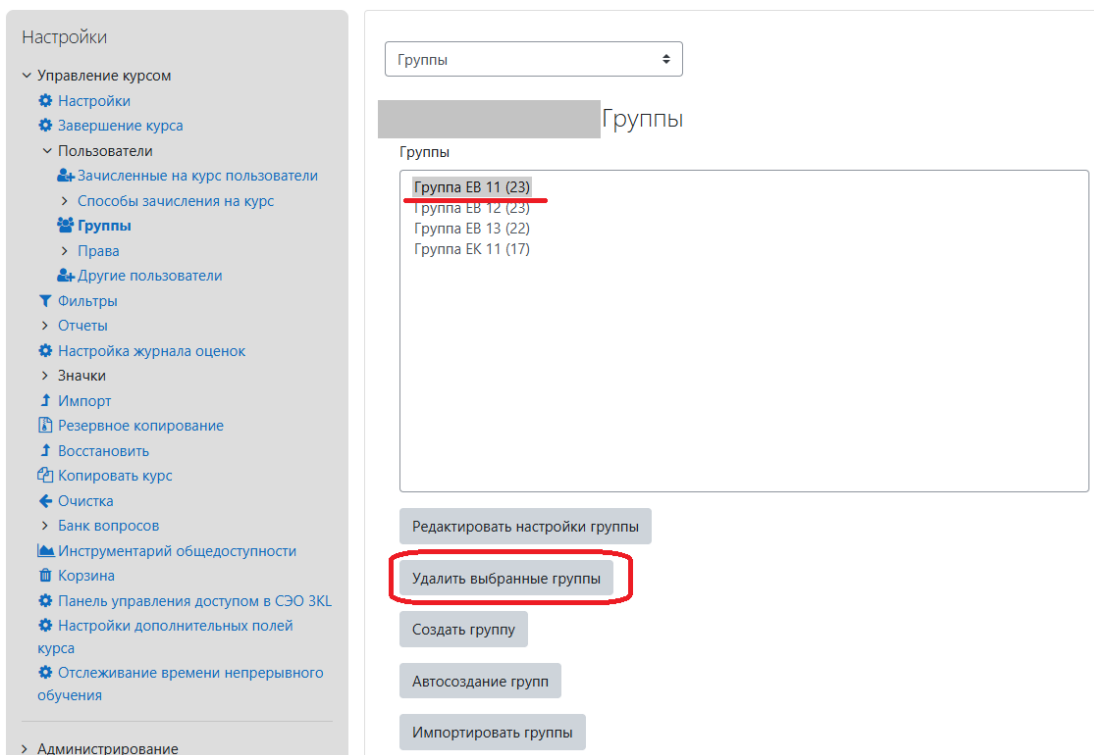 Настройки
Управление курсом
Настройки
Завершение курса
Пользователи
Зачисленные на курс пользователи
Способы зачисления на курс
Группы
Права
Другие пользователи
Фильтры
Отчеты
Настройка журнала оценок
Значки
Импорт
Резервное копирование
Восстановить
Копировать курс
Очистка
Банк вопросов
Инструментарий общедоступности
Корзина
Панель управления доступом в СЭО 3KL
Настройки дополнительных полей
курса
Отслеживание времени непрерывного
обучения
Администрирование
Группы
Группы
Группы
Группа ЕВ 11 (23)
Группа ЕВ 12 (23)
Группа ЕВ 13 (22)
Группа ЕК 11 (17)
Редактировать настройки группы
Удалить выбранные группы
Создать группу
Автосоздание групп
Импортировать группы